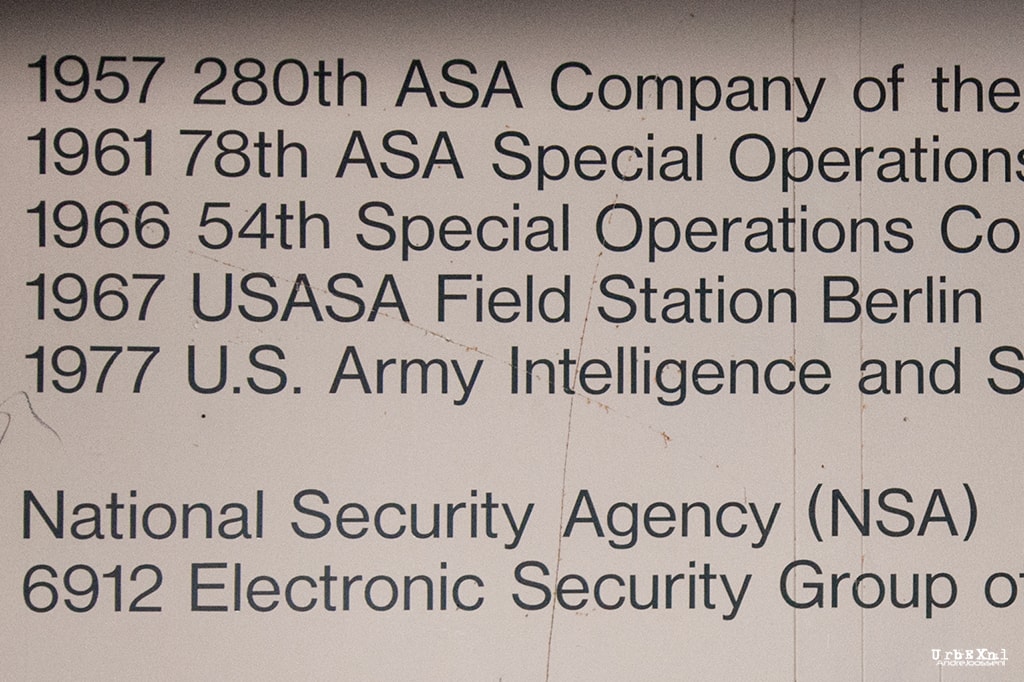 1957 280th ASA Company of the
1961 78th ASA Special Operations
1966 54th Special Operations Co
1967 USASA Field Station Berlin
1977 U.S. Army Intelligence and S
National Security Agency (NSA)
6912 Electronic Security Group of
UrbEXnl